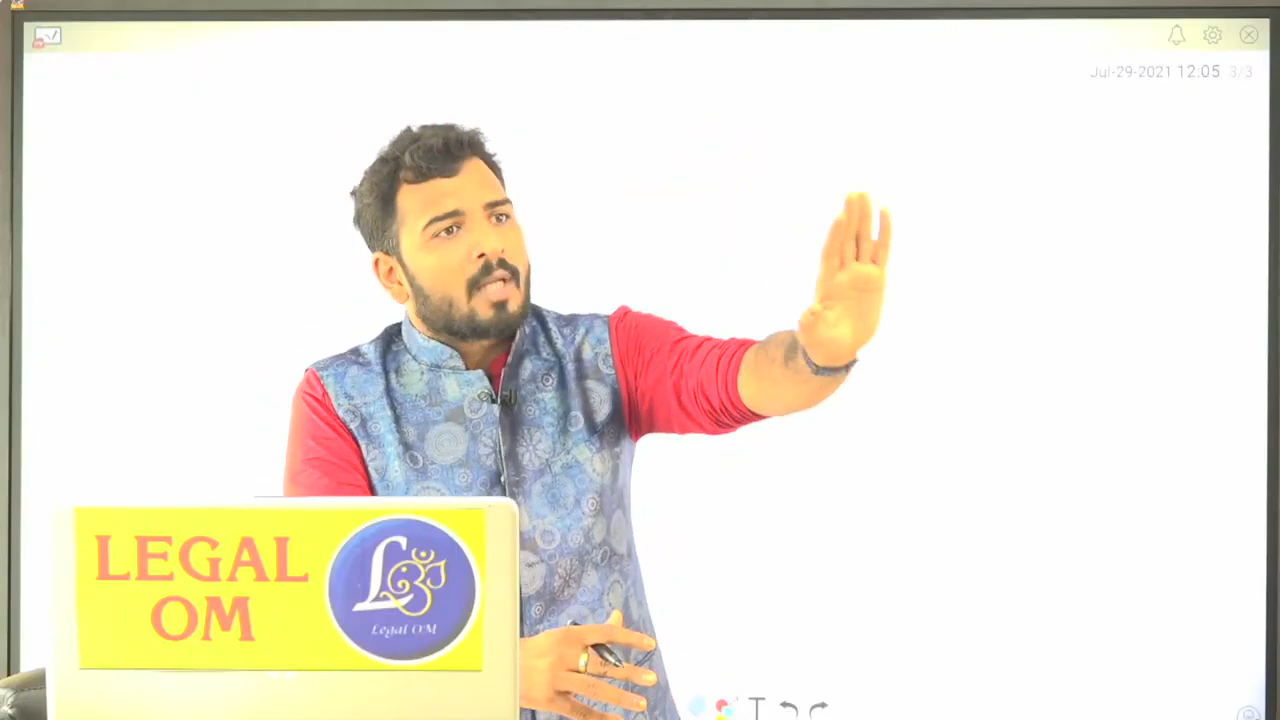 Jul-29-2021 12:05 3/3
LEGAL
OM
L ॐ
Legal OM
T